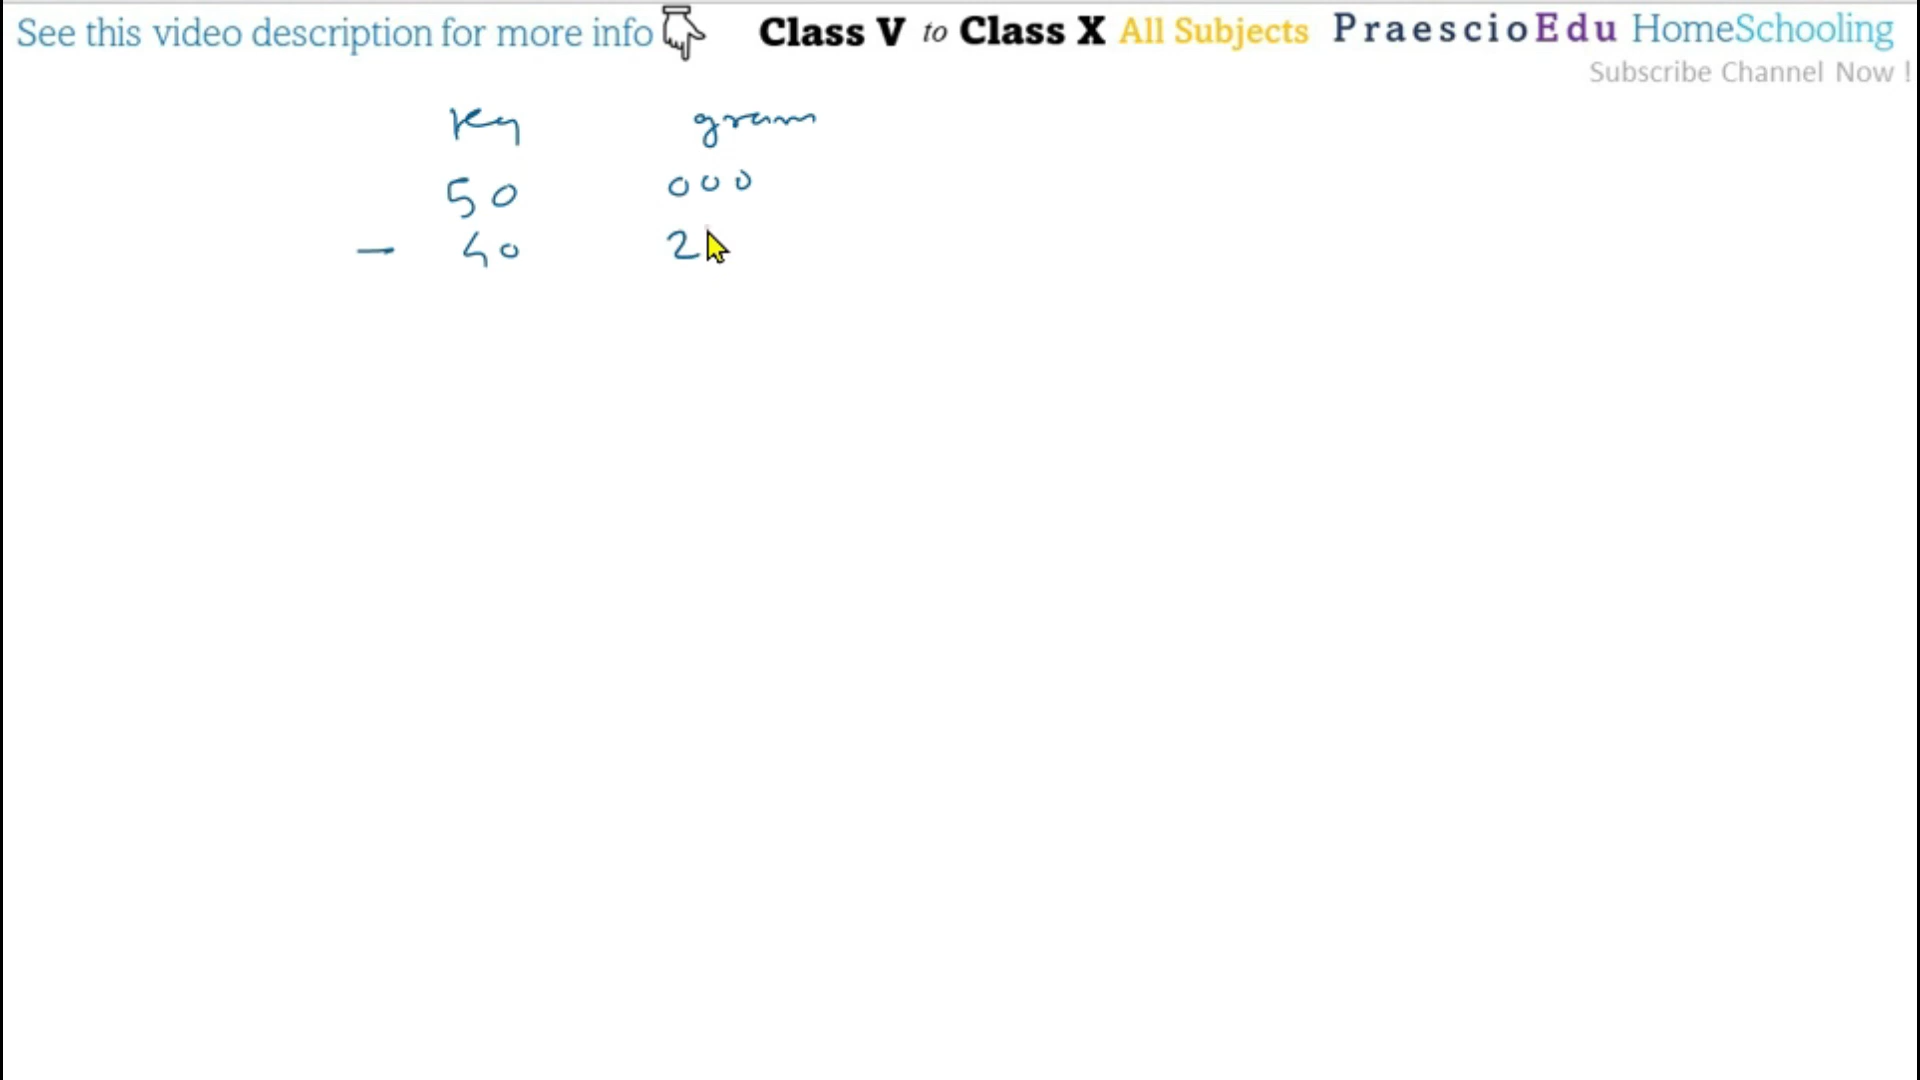 See this video description for more info Class V to Class X All Subjects PraescioEdu HomeSchooling
Subscribe Channel Now !
Kg gram
50 000
- 40 2